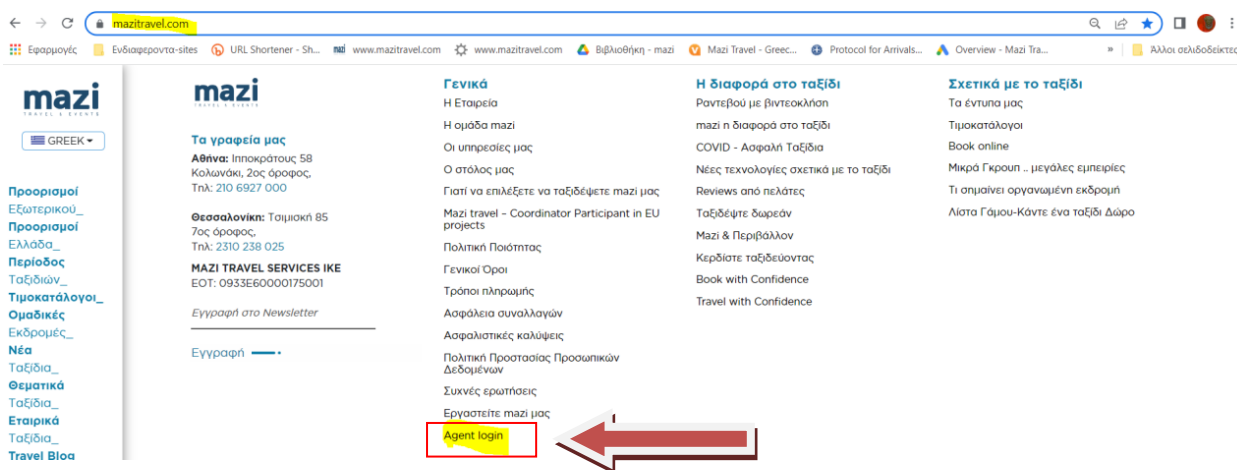 mazitravel.com
Εφαρμογές
Ενδιαφεροντα-sites
URL Shortener - Sh...
www.mazitravel.com
www.mazitravel.com
Βιβλιοθήκη - mazi
Mazi Travel - Greec...
Protocol for Arrivals...
Overview - Mazi Tra...
»
Άλλοι σελιδοδείκτες
mazi
TRAVEL & EVENTS
GREEK
Προορισμοί
Εξωτερικού_
Προορισμοί
Ελλάδα_
Περίοδος
Ταξιδιών_
Τιμοκατάλογοι_
Ομαδικές
Εκδρομές_
Νέα
Ταξίδια_
Θεματικά
Ταξίδια_
Εταιρικά
Ταξίδια_
Travel Blog
mazi
TRAVEL & EVENTS
Τα γραφεία μας
Αθήνα: Ιπποκράτους 58
Κολωνάκι, 2ος όροφος,
Τηλ: 210 6927 000
Θεσσαλονίκη: Τσιμισκή 85
7ος όροφος,
Τηλ: 2310 238 025
MAZI TRAVEL SERVICES IKE
ΕΟΤ: 0933Ε60000175001
Εγγραφή στο Newsletter
Εγγραφή
Γενικά
Η Εταιρεία
Η ομάδα mazi
Οι υπηρεσίες μας
Ο στόλος μας
Γιατί να επιλέξετε να ταξιδέψετε mazi μας
Mazi travel – Coordinator Participant in EU
projects
Πολιτική Ποιότητας
Γενικοί Όροι
Τρόποι πληρωμής
Ασφάλεια συναλλαγών
Ασφαλιστικές καλύψεις
Πολιτική Προστασίας Προσωπικών
Δεδομένων
Συχνές ερωτήσεις
Εργαστείτε mazi μας
Agent login
Η διαφορά στο ταξίδι
Ραντεβού με βιντεοκλήση
mazi η διαφορά στο ταξίδι
COVID - Ασφαλή Ταξίδια
Νέες τεχνολογίες σχετικά με το ταξίδι
Reviews από πελάτες
Ταξιδέψτε δωρεάν
Mazi & Περιβάλλον
Κερδίστε ταξιδεύοντας
Book with Confidence
Travel with Confidence
Σχετικά με το ταξίδι
Τα έντυπα μας
Τιμοκατάλογοι
Book online
Μικρά Γκρουπ .. μεγάλες εμπειρίες
Τι σημαίνει οργανωμένη εκδρομή
Λίστα Γάμου-Κάντε ένα ταξίδι Δώρο